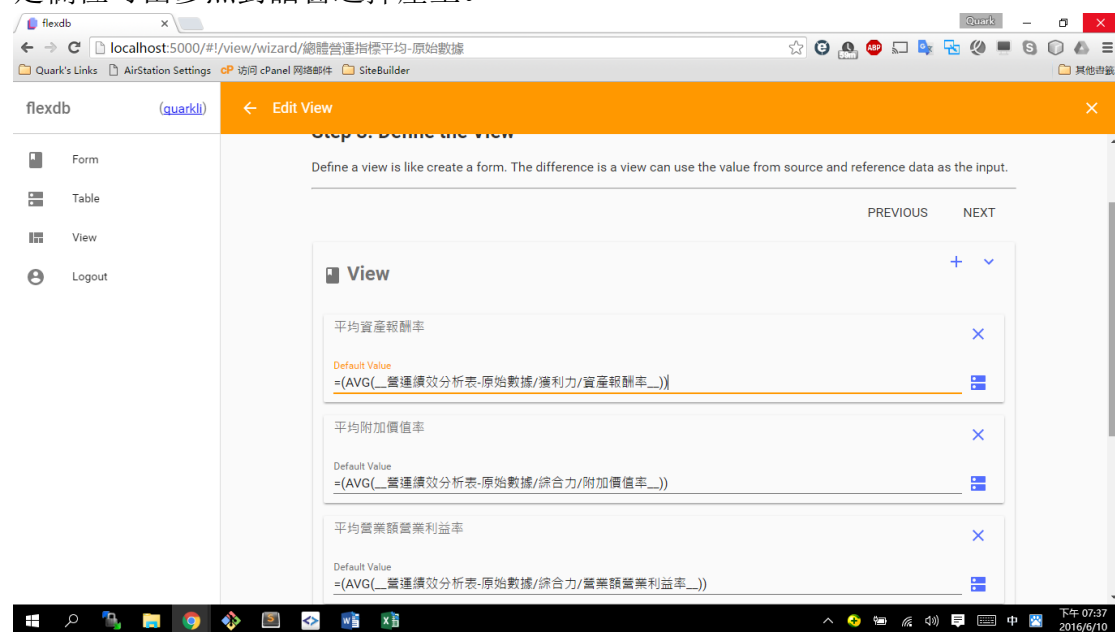 flexdb
Quark
localhost:5000/#!/view/wizard/總體營運指標平均-原始數據
Quark's Links AirStation Settings cP 访问 cPanel 网络邮件 SiteBuilder 其他書籤
flexdb (quarkli) Edit View
Form
Table
View
Logout
Define a view is like create a form. The difference is a view can use the value from source and reference data as the input.
PREVIOUS NEXT
View
平均資產報酬率
Default Value
=(AVG(__營運績效分析表-原始數據/獲利力/資產報酬率__))
平均附加價值率
Default Value
=(AVG(__營運績效分析表-原始數據/綜合力/附加價值率__))
平均營業額營業利益率
Default Value
=(AVG(__營運績效分析表-原始數據/綜合力/營業額營業利益率__))
中
下午 07:37
2016/6/10